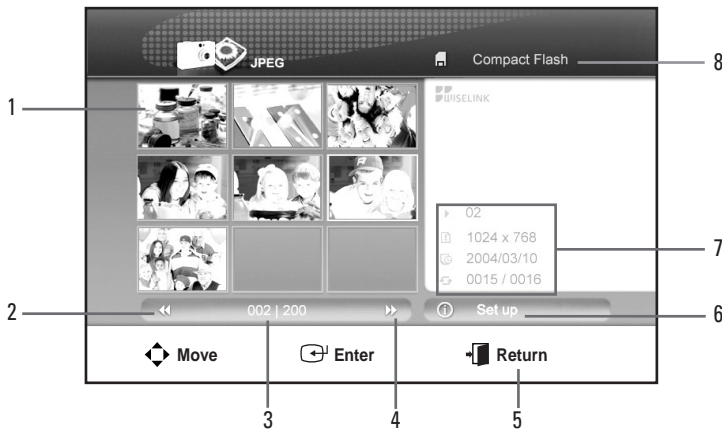 JPEG
Compact Flash
8
1
WISELINK
02
1024 x 768
7
2004/03/10
0015 / 0016
2
002 | 200
Set up
6
Move
Enter
Return
3
4
5